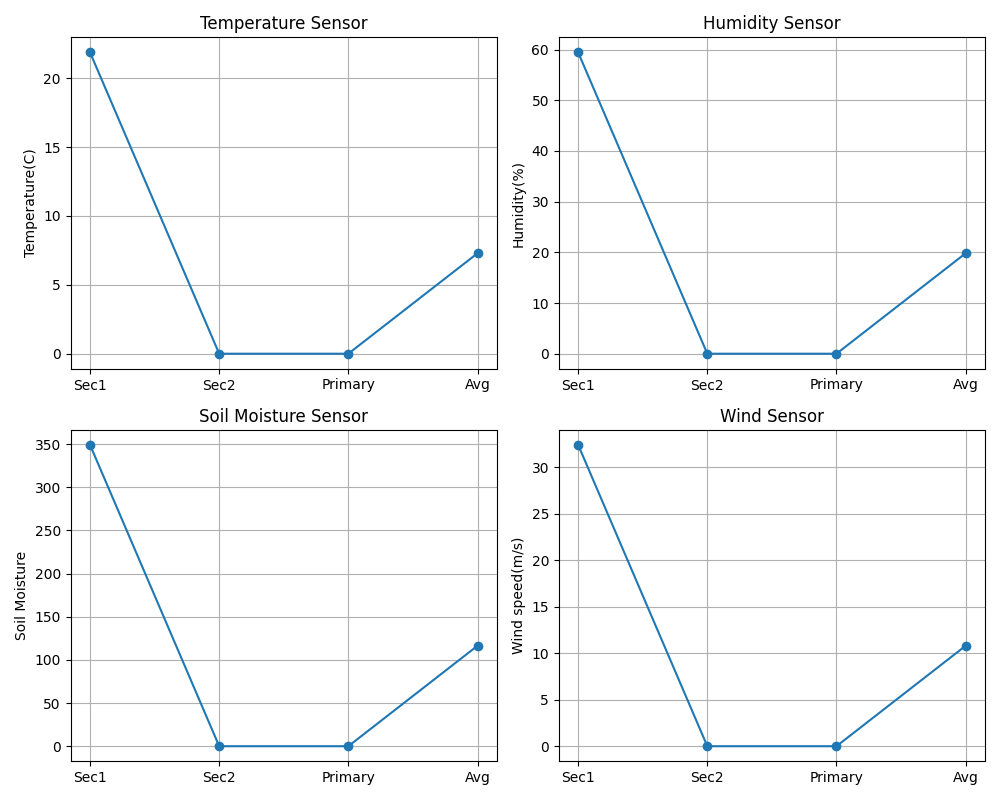 Temperature Sensor
Temperature(C)
20
15
10
5
0
Sec1 Sec2 Primary Avg
Humidity Sensor
Humidity(%)
60
50
40
30
20
10
0
Sec1 Sec2 Primary Avg
Soil Moisture Sensor
Soil Moisture
350
300
250
200
150
100
50
0
Sec1 Sec2 Primary Avg
Wind Sensor
Wind speed(m/s)
30
25
20
15
10
5
0
Sec1 Sec2 Primary Avg